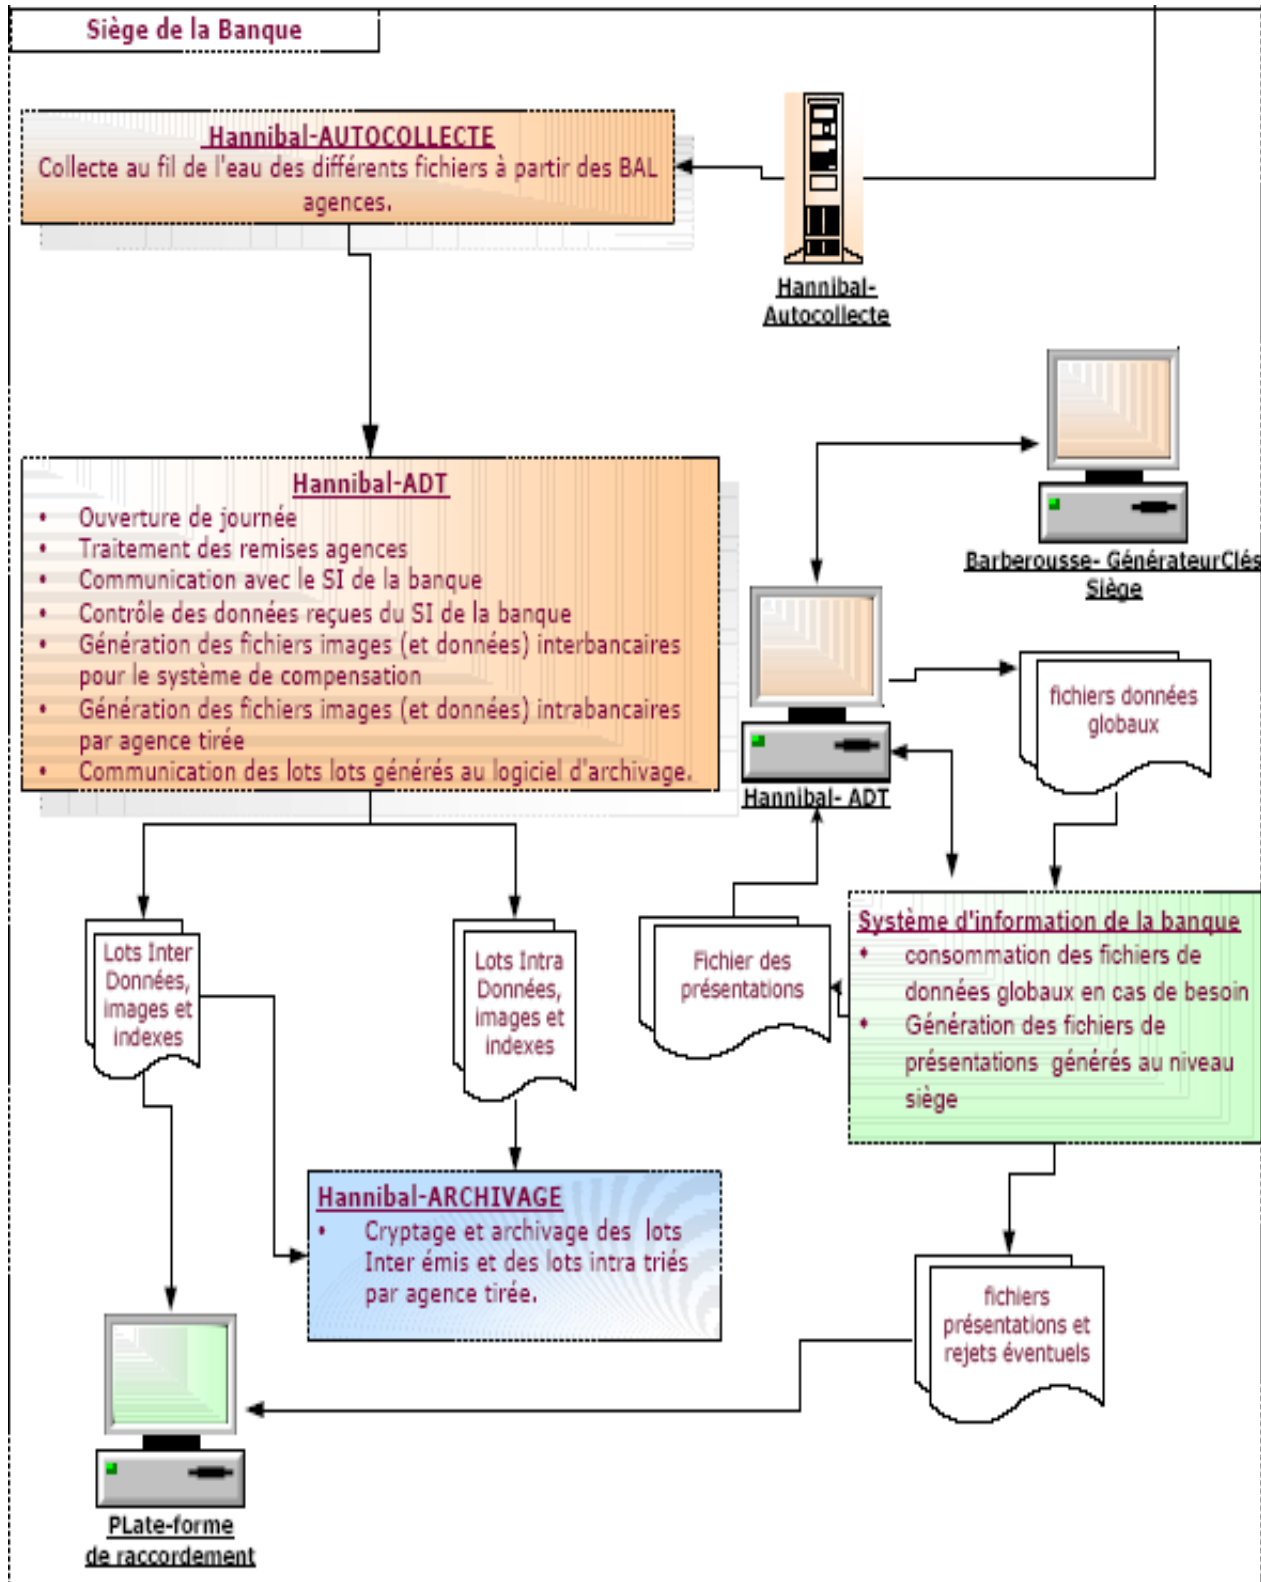 Siège de la Banque
Hannibal-AUTOCOLLECTE
Collecte au fil de l'eau des différents fichiers à partir des BAL
agences.
Hannibal-
Autocollecte
Barberousse- GénérateurClés
Siège
Hannibal-ADT
• Ouverture de journée
• Traitement des remises agences
• Communication avec le SI de la banque
• Contrôle des données reçues du SI de la banque
• Génération des fichiers images (et données) interbancaires
pour le système de compensation
• Génération des fichiers images (et données) intrabancaires
par agence tirée
• Communication des lots lots générés au logiciel d'archivage.
Hannibal- ADT
fichiers données
globaux
Lots Inter
Données,
images et
indexes
Lots Intra
Données,
images et
indexes
Fichier des
présentations
Système d'information de la banque
• consommation des fichiers de
données globaux en cas de besoin
• Génération des fichiers de
présentations générés au niveau
siège
Hannibal-ARCHIVAGE
• Cryptage et archivage des lots
Inter émis et des lots intra triés
par agence tirée.
fichiers
présentations et
rejets éventuels
PLate-forme
de raccordement